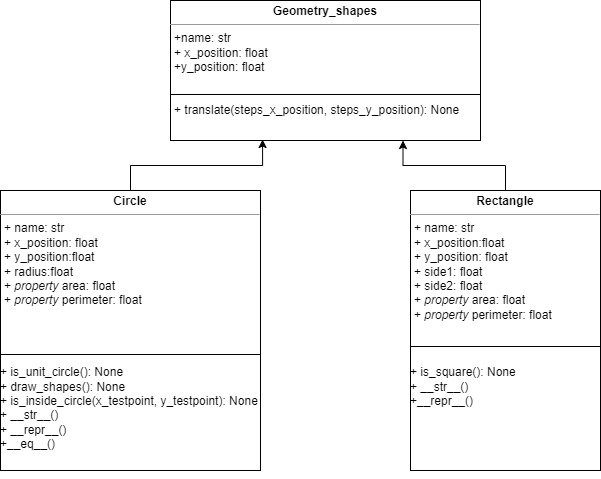 Geometry_shapes
+name: str
+ x_position: float
+y_position: float
+ translate(steps_x_position, steps_y_position): None
Circle
+ name: str
+ x_position: float
+ y_position:float
+ radius:float
+ property area: float
+ property perimeter: float
+ is_unit_circle(): None
+ draw_shapes(): None
+ is_inside_circle(x_testpoint, y_testpoint): None
+ __str__()
+ __repr__()
+__eq__()
Rectangle
+ name: str
+ x_position:float
+ y_position: float
+ side1: float
+ side2: float
+ property area: float
+ property perimeter: float
+ is_square(): None
+ __str__()
+__repr__()